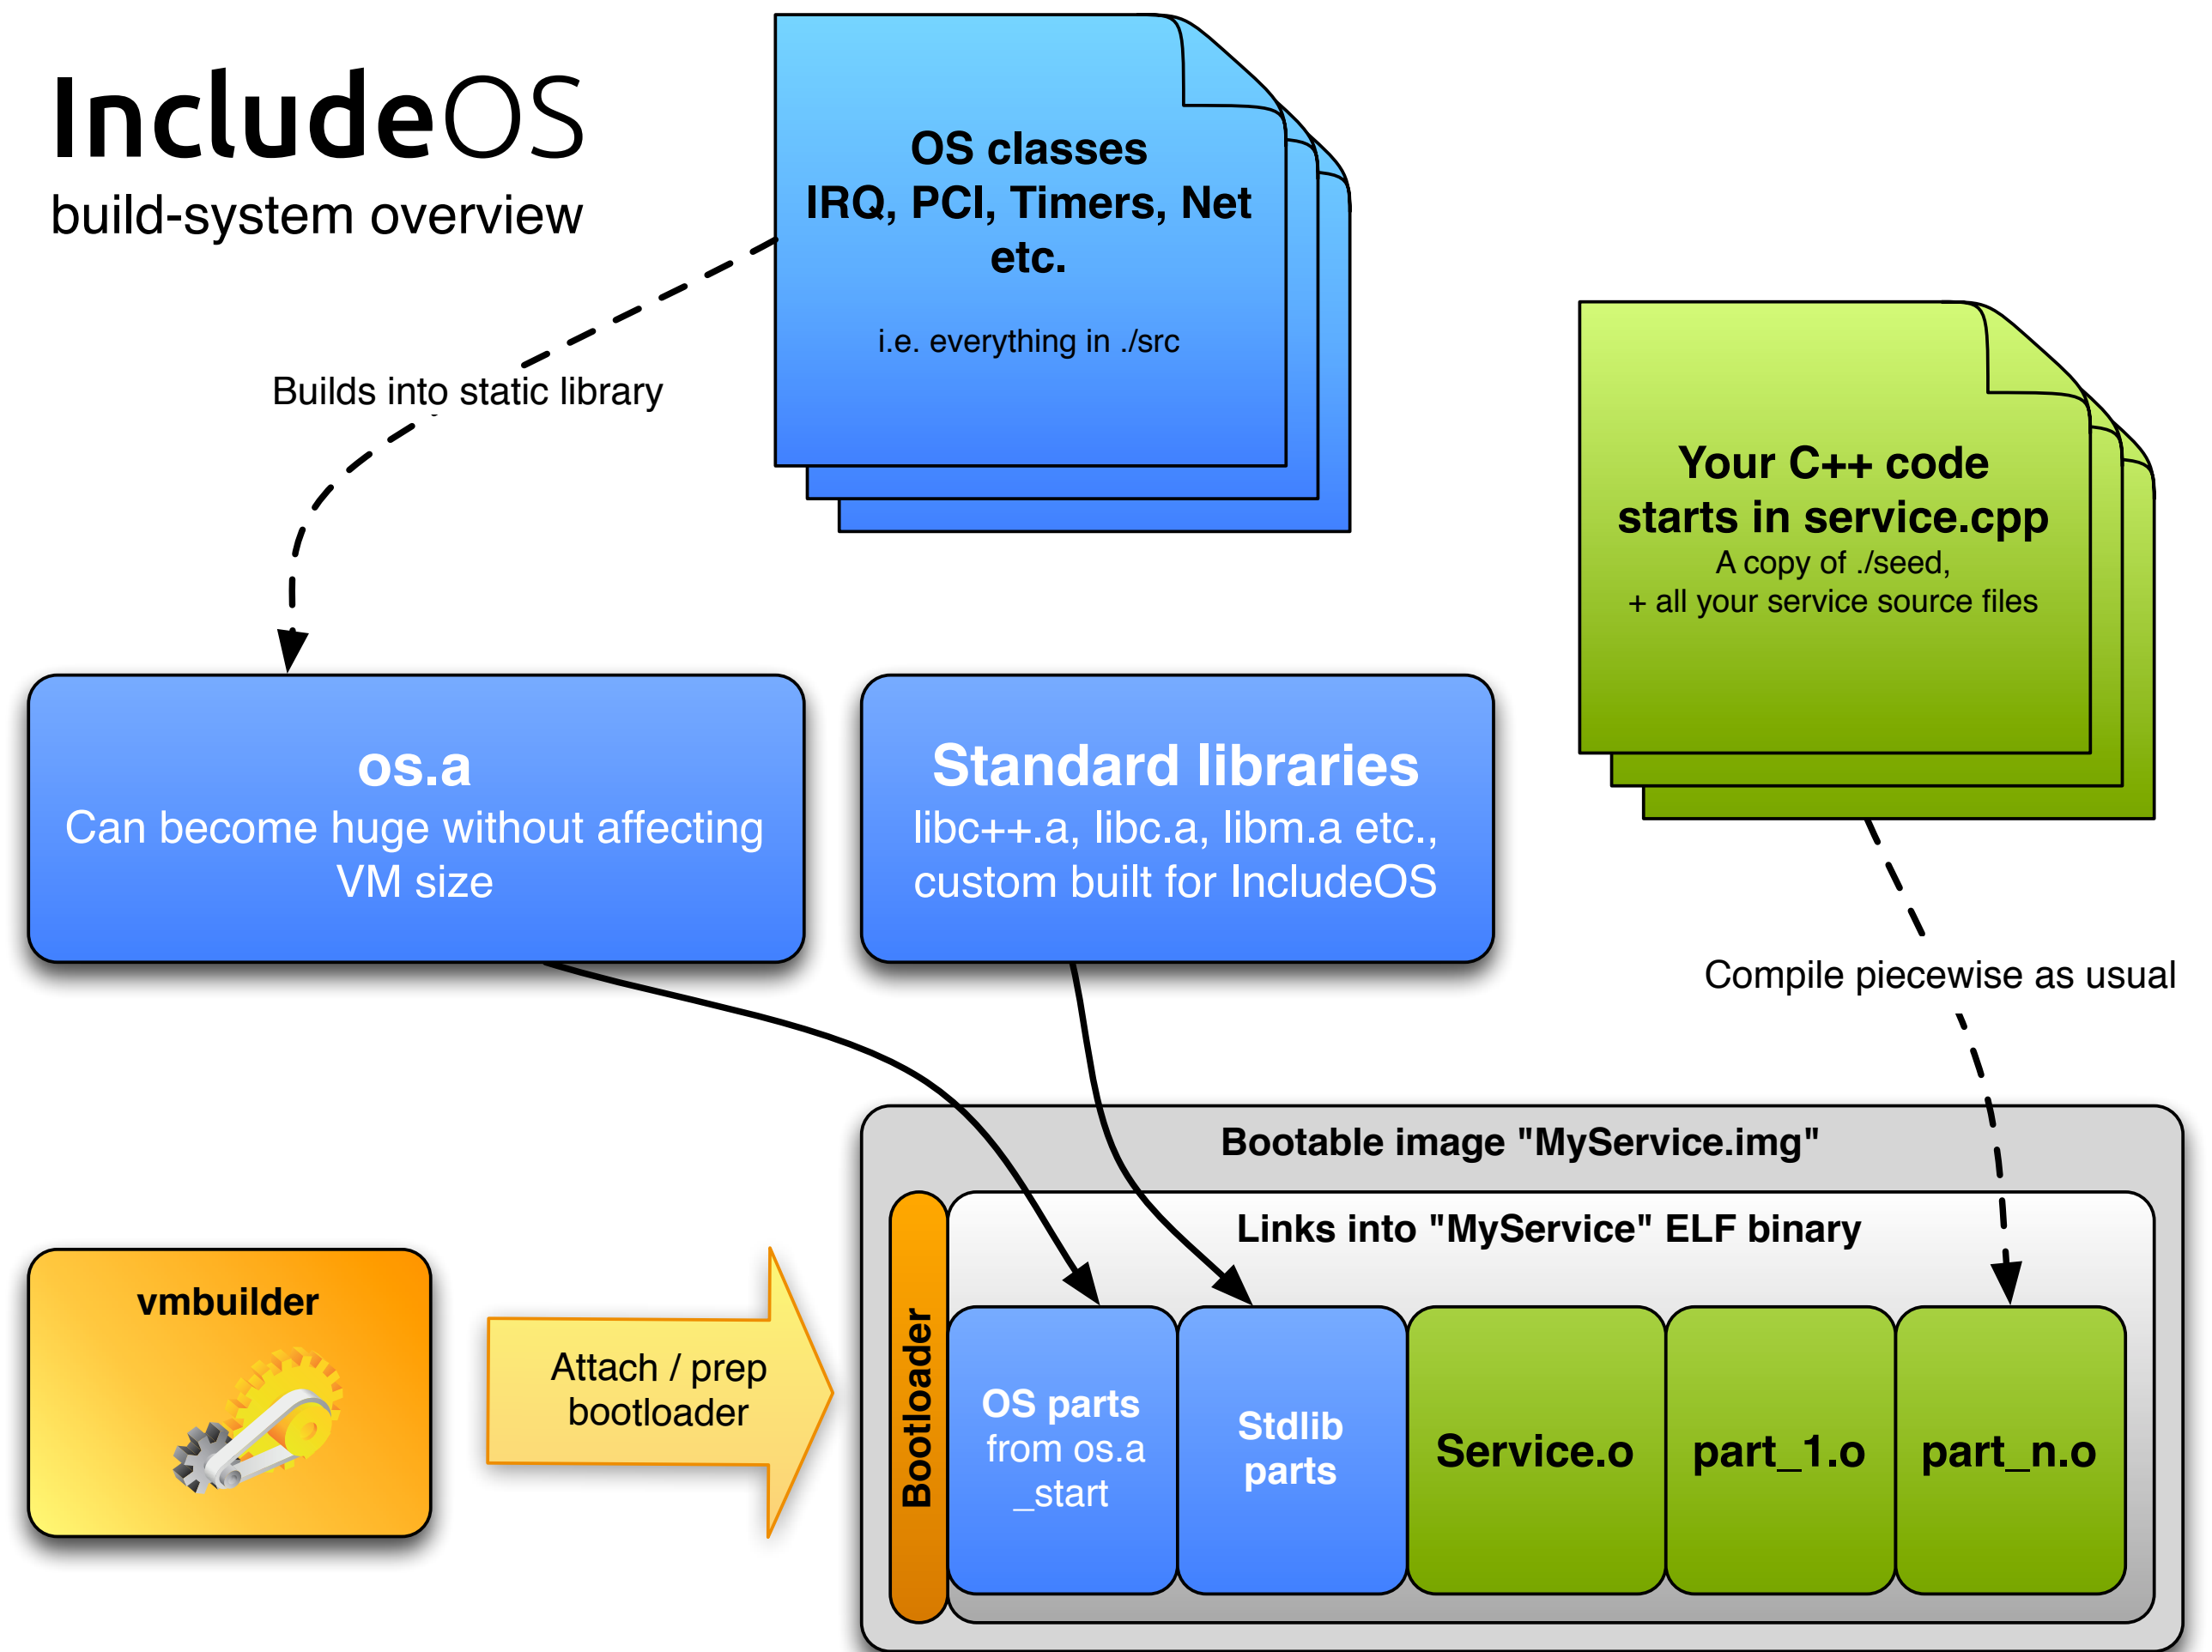 IncludeOS
build-system overview
OS classes
IRQ, PCI, Timers, Net
etc.
i.e. everything in ./src
Builds into static library
Your C++ code
starts in service.cpp
A copy of ./seed,
+ all your service source files
os.a
Can become huge without affecting
VM size
Standard libraries
libc++.a, libc.a, libm.a etc.,
custom built for IncludeOS
Compile piecewise as usual
Bootable image "MyService.img"
Links into "MyService" ELF binary
vmbuilder
Attach / prep
bootloader
Bootloader
OS parts
from os.a
_start
Stdlib
parts
Service.o
part_1.o
part_n.o